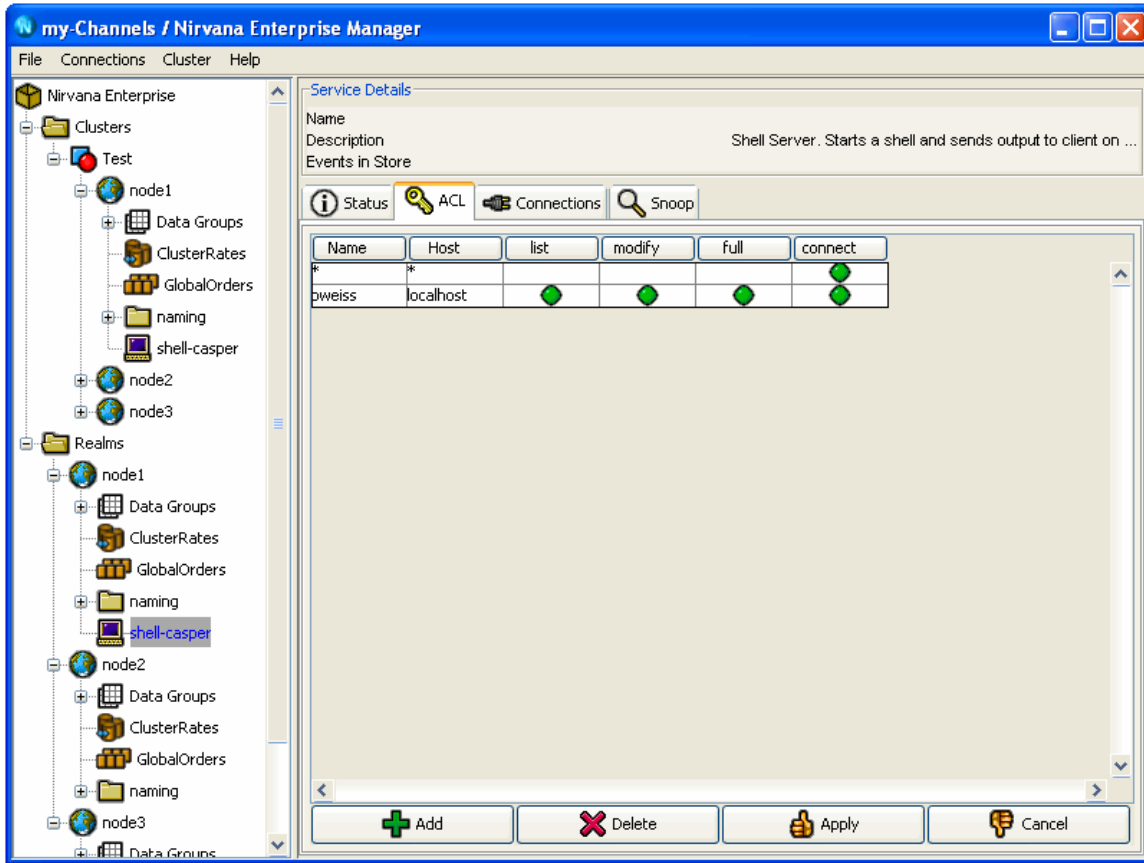 my-Channels / Nirvana Enterprise Manager
File Connections Cluster Help
Nirvana Enterprise
Clusters
Test
node1
Data Groups
ClusterRates
GlobalOrders
naming
shell-casper
node2
node3
Realms
node1
Data Groups
ClusterRates
GlobalOrders
naming
shell-casper
node2
Data Groups
ClusterRates
GlobalOrders
naming
node3
Data Groups
Service Details
Name
Description Shell Server. Starts a shell and sends output to client on ...
Events in Store
Status ACL Connections Snoop
Name Host list modify full connect
* *
localhost
Add Delete Apply Cancel